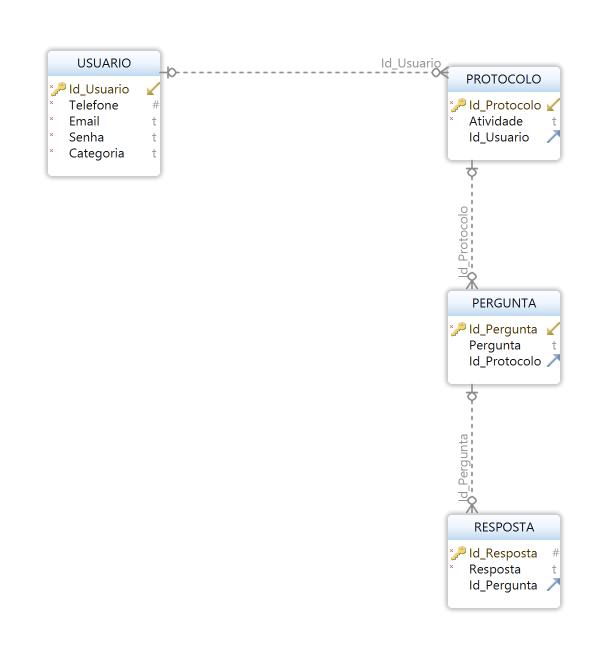 USUARIO
Id_Usuario
Telefone #
Email t
Senha t
Categoria t
Id_Usuario
PROTOCOLO
Id_Protocolo
Atividade t
Id_Usuario
Id_Protocolo
PERGUNTA
Id_Pergunta
Pergunta t
Id_Protocolo
Id_Pergunta
RESPOSTA
Id_Resposta #
Resposta t
Id_Pergunta